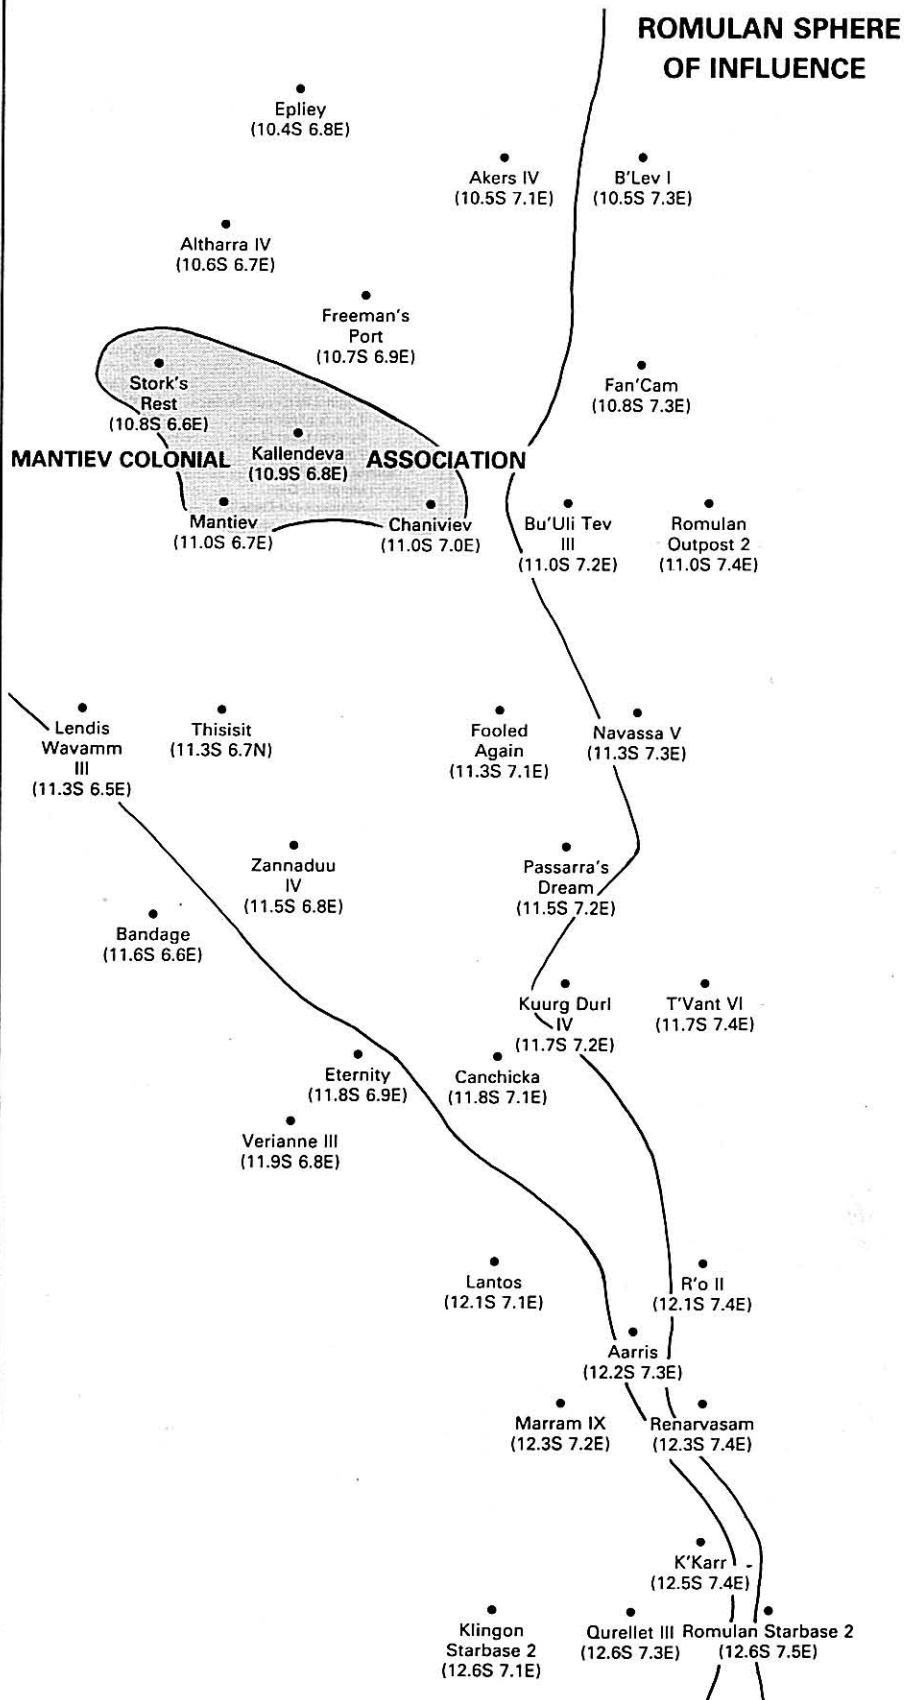 ROMULAN SPHERE
OF INFLUENCE
Epliey
(10.4S 6.8E)
Akers IV
(10.5S 7.1E)
B'Lev I
(10.5S 7.3E)
Altharra IV
(10.6S 6.7E)
Freeman's
Port
(10.7S 6.9E)
Stork's
Rest
(10.8S 6.6E)
Fan'Cam
(10.8S 7.3E)
MANTIEV COLONIAL ASSOCIATION
Kallendeva
(10.9S 6.8E)
Mantiev
(11.0S 6.7E)
Chaniviev
(11.0S 7.0E)
Bu'Uli Tev
III
(11.0S 7.2E)
Romulan
Outpost 2
(11.0S 7.4E)
Lendis
Wavamm
III
(11.3S 6.5E)
Thisisit
(11.3S 6.7N)
Fooled
Again
(11.3S 7.1E)
Navassa V
(11.3S 7.3E)
Zannaduu
IV
(11.5S 6.8E)
Passarra's
Dream
(11.5S 7.2E)
Bandage
(11.6S 6.6E)
Kuurg Durl
IV
(11.7S 7.2E)
T'Vant VI
(11.7S 7.4E)
Eternity
(11.8S 6.9E)
Canchicka
(11.8S 7.1E)
Verianne III
(11.9S 6.8E)
Lantos
(12.1S 7.1E)
R'o II
(12.1S 7.4E)
Aarris
(12.2S 7.3E)
Marram IX
(12.3S 7.2E)
Renarvasam
(12.3S 7.4E)
K'Karr
(12.5S 7.4E)
Klingon
Starbase 2
(12.6S 7.1E)
Qurellet III
(12.6S 7.3E)
Romulan Starbase 2
(12.6S 7.5E)